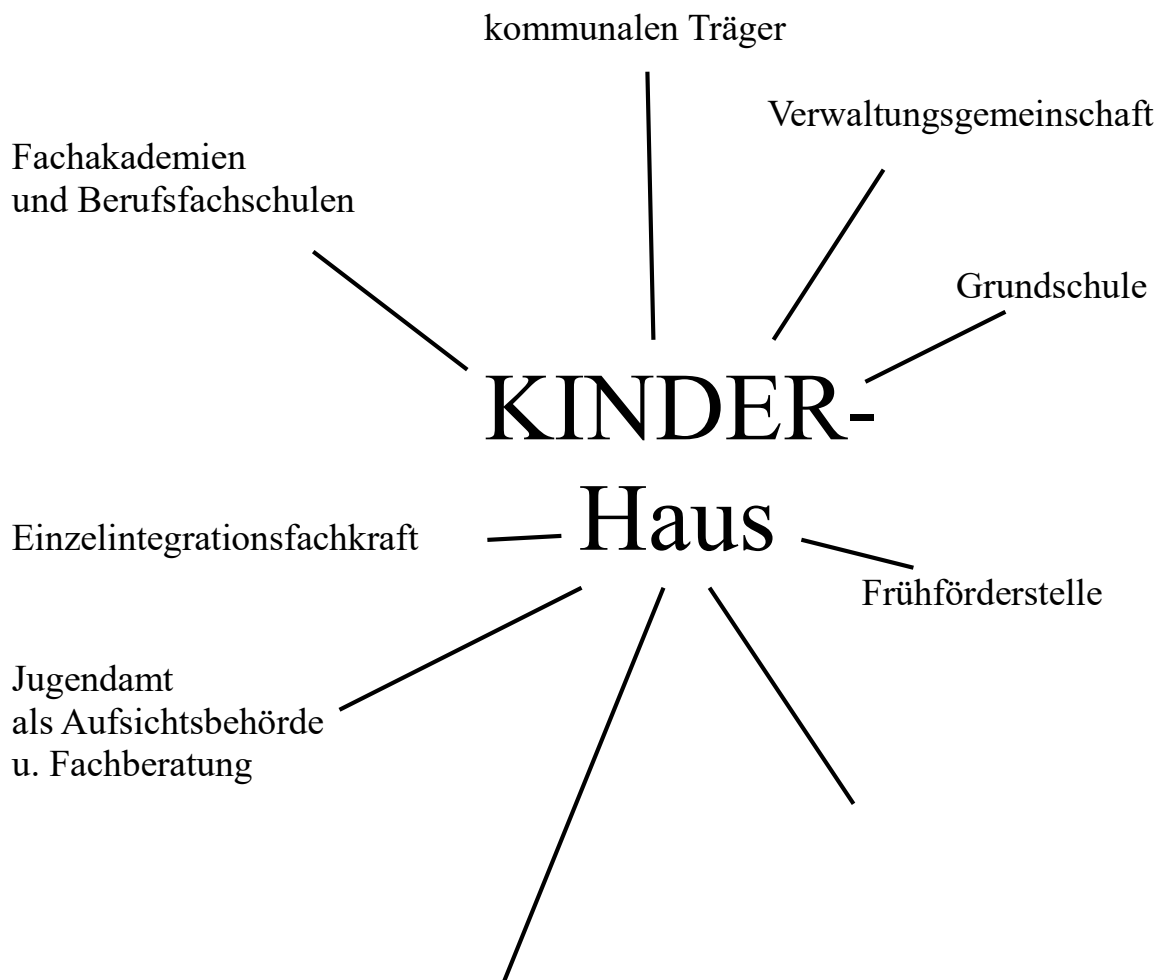 kommunalen Träger
Verwaltungsgemeinschaft
Fachakademien
und Berufsfachschulen
Grundschule
KINDER-
Haus
Einzelintegrationsfachkraft
Frühförderstelle
Jugendamt
als Aufsichtsbehörde
u. Fachberatung